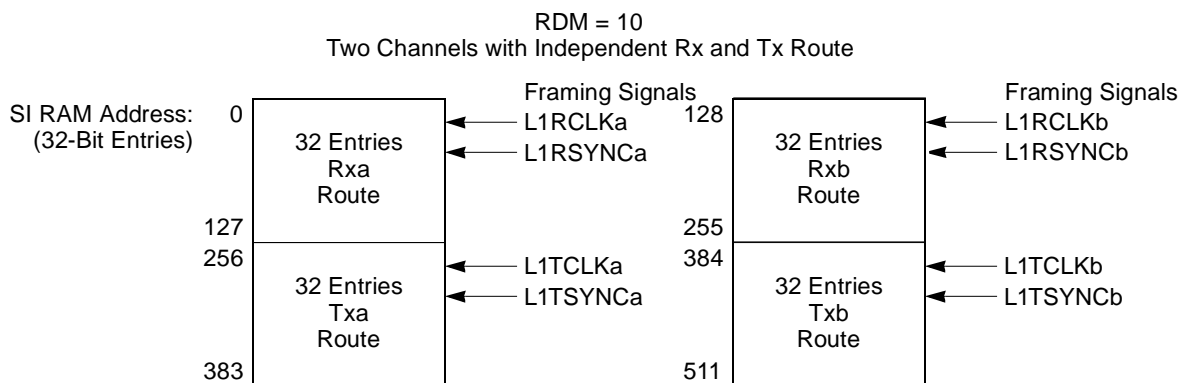 RDM = 10
Two Channels with Independent Rx and Tx Route
SI RAM Address:
(32-Bit Entries)
0
127
256
383
32 Entries
Rxa
Route
32 Entries
Txa
Route
Framing Signals
L1RCLKa
L1RSYNCa
L1TCLKa
L1TSYNCa
128
255
384
511
32 Entries
Rxb
Route
32 Entries
Txb
Route
Framing Signals
L1RCLKb
L1RSYNCb
L1TCLKb
L1TSYNCb